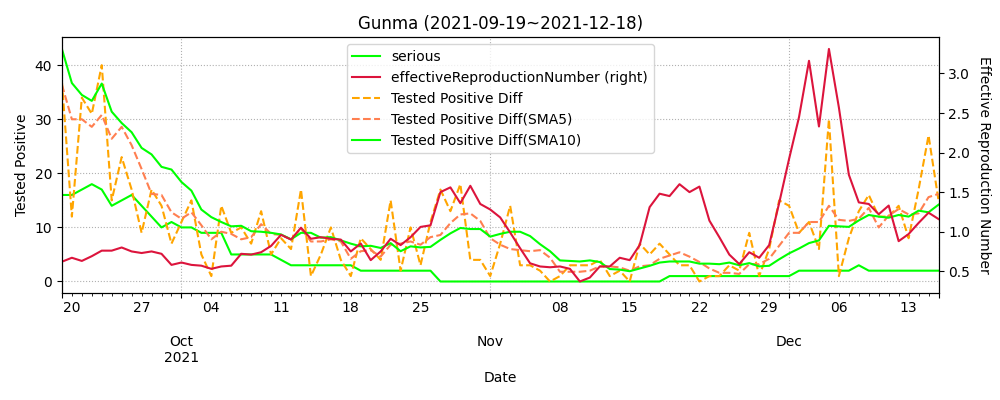 Gunma (2021-09-19~2021-12-18)
serious
effectiveReproductionNumber (right)
Tested Positive Diff
Tested Positive Diff(SMA5)
Tested Positive Diff(SMA10)
Tested Positive
40
30
20
10
0
3.0
2.5
2.0
1.5
1.0
0.5
Effective Reproduction Number
20 27 04 11 18 25 08 15 22 29 06 13
Oct Nov Dec
2021
Date